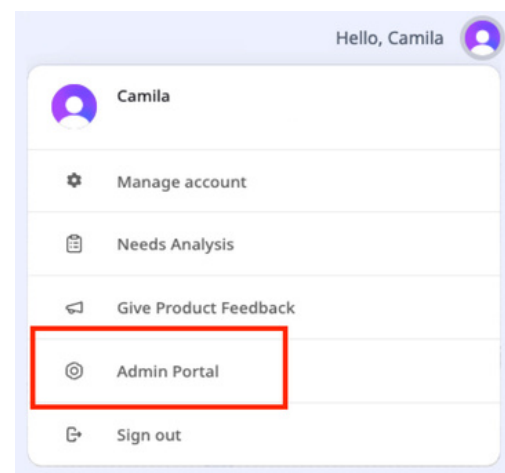 Hello, Camila
Camila
Manage account
Needs Analysis
Give Product Feedback
Admin Portal
Sign out